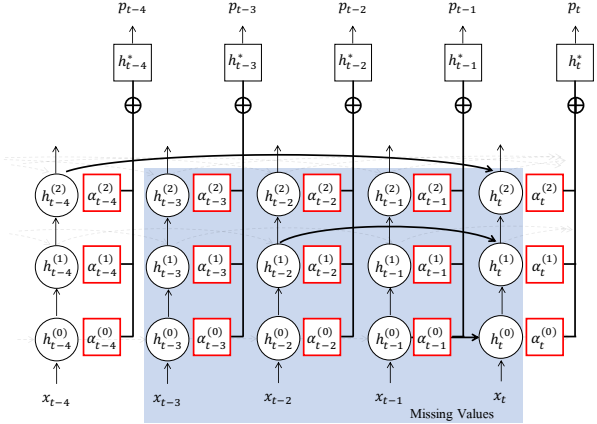 p_{t-4} p_{t-3} p_{t-2} p_{t-1} p_t
h^*_{t-4} h^*_{t-3} h^*_{t-2} h^*_{t-1} h^*_t
h^{(2)}_{t-4} α^{(2)}_{t-4} h^{(2)}_{t-3} α^{(2)}_{t-3} h^{(2)}_{t-2} α^{(2)}_{t-2} h^{(2)}_{t-1} α^{(2)}_{t-1} h^{(2)}_t α^{(2)}_t
h^{(1)}_{t-4} α^{(1)}_{t-4} h^{(1)}_{t-3} α^{(1)}_{t-3} h^{(1)}_{t-2} α^{(1)}_{t-2} h^{(1)}_{t-1} α^{(1)}_{t-1} h^{(1)}_t α^{(1)}_t
h^{(0)}_{t-4} α^{(0)}_{t-4} h^{(0)}_{t-3} α^{(0)}_{t-3} h^{(0)}_{t-2} α^{(0)}_{t-2} h^{(0)}_{t-1} α^{(0)}_{t-1} h^{(0)}_t α^{(0)}_t
x_{t-4} x_{t-3} x_{t-2} x_{t-1} x_t
Missing Values